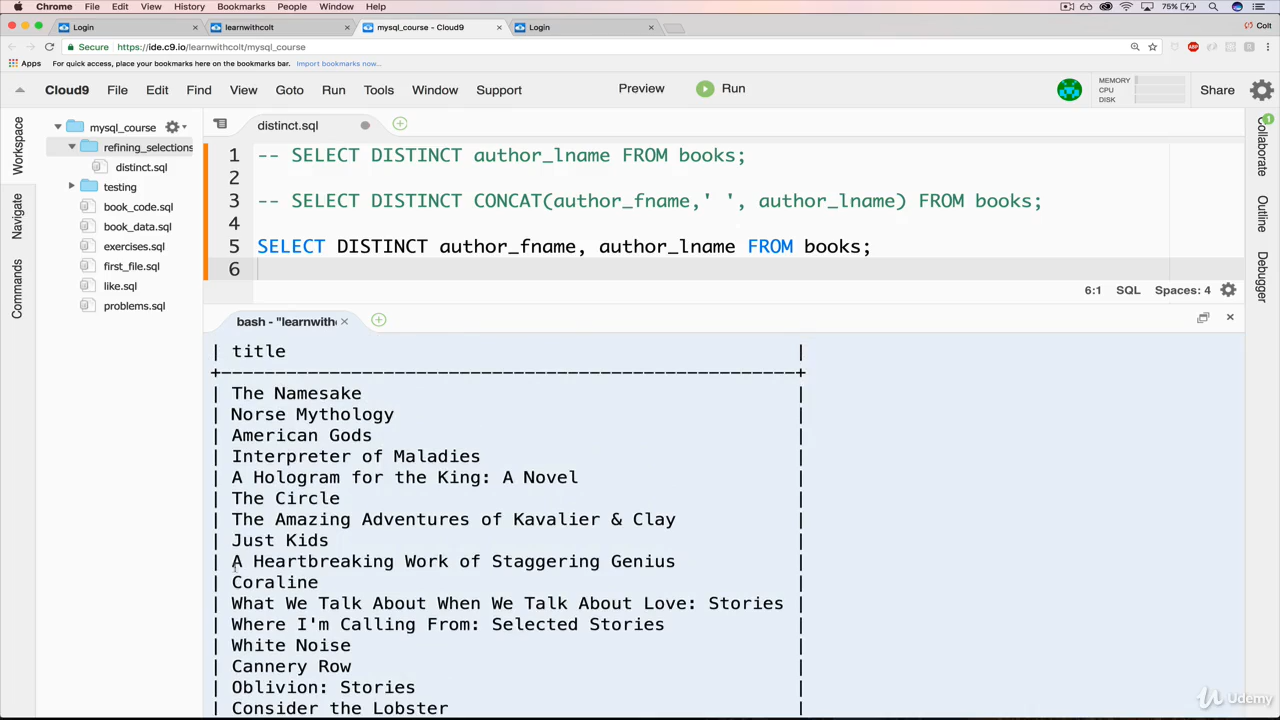 Chrome File Edit View History Bookmarks People Window Help 75%
Login learnwithcolt mysql_course - Cloud9 Login Colt
Secure https://ide.c9.io/learnwithcolt/mysql_course
Apps For quick access, place your bookmarks here on the bookmarks bar. Import bookmarks now...
Cloud9 File Edit Find View Goto Run Tools Window Support Preview Run MEMORY CPU DISK Share
Workspace
Navigate
Commands
mysql_course
refining_selections
distinct.sql
testing
book_code.sql
book_data.sql
exercises.sql
first_file.sql
like.sql
problems.sql
distinct.sql
1 -- SELECT DISTINCT author_lname FROM books;
2
3 -- SELECT DISTINCT CONCAT(author_fname,' ', author_lname) FROM books;
4
5 SELECT DISTINCT author_fname, author_lname FROM books;
6
6:1 SQL Spaces: 4
bash - "learnwith
| title |
+-----------------------------------------------------+
| The Namesake |
| Norse Mythology |
| American Gods |
| Interpreter of Maladies |
| A Hologram for the King: A Novel |
| The Circle |
| The Amazing Adventures of Kavalier & Clay |
| Just Kids |
| A Heartbreaking Work of Staggering Genius |
| Coraline |
| What We Talk About When We Talk About Love: Stories |
| Where I'm Calling From: Selected Stories |
| White Noise |
| Cannery Row |
| Oblivion: Stories |
| Consider the Lobster |
Collaborate
1
Outline
Debugger
Udemy